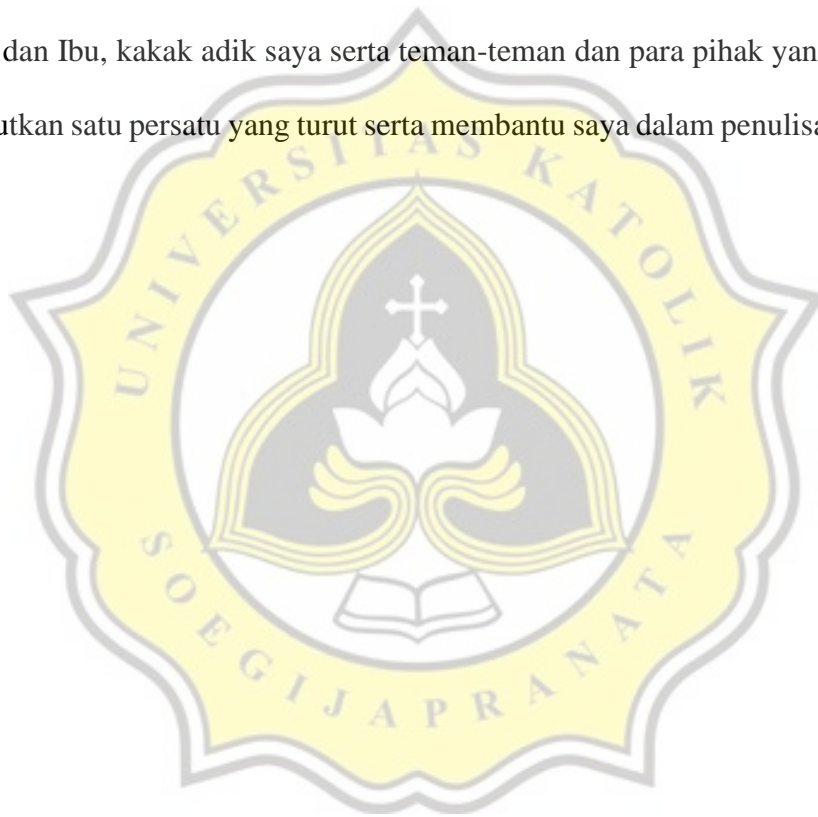 dan Ibu, kakak adik saya serta teman-teman dan para pihak yan
utkan satu persatu yang turut serta membantu saya dalam penulisa
UNIVERSITAS KATOLIK
SOEGIJAPRANATA